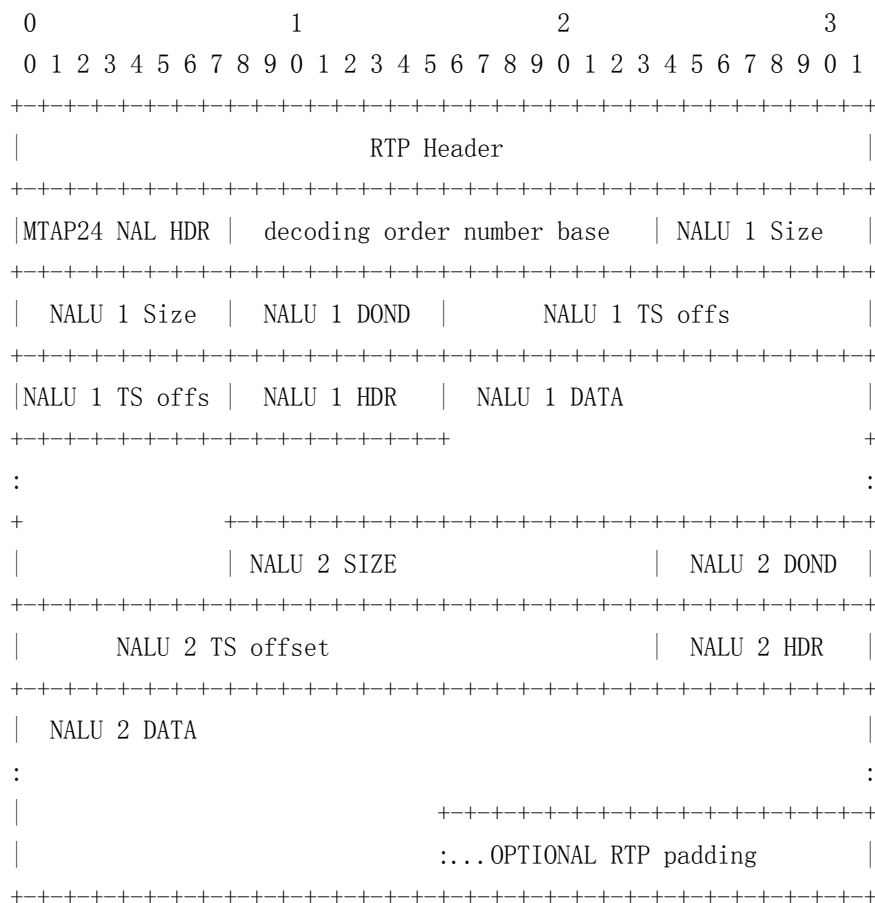 0                   1                   2                   3
0 1 2 3 4 5 6 7 8 9 0 1 2 3 4 5 6 7 8 9 0 1 2 3 4 5 6 7 8 9 0 1
+-+-+-+-+-+-+-+-+-+-+-+-+-+-+-+-+-+-+-+-+-+-+-+-+-+-+-+-+-+-+-+-+
|                          RTP Header                           |
+-+-+-+-+-+-+-+-+-+-+-+-+-+-+-+-+-+-+-+-+-+-+-+-+-+-+-+-+-+-+-+-+
|MTAP24 NAL HDR |  decoding order number base   | NALU 1 Size   |
+-+-+-+-+-+-+-+-+-+-+-+-+-+-+-+-+-+-+-+-+-+-+-+-+-+-+-+-+-+-+-+-+
|  NALU 1 Size  |  NALU 1 DOND  |       NALU 1 TS offs          |
+-+-+-+-+-+-+-+-+-+-+-+-+-+-+-+-+-+-+-+-+-+-+-+-+-+-+-+-+-+-+-+-+
|NALU 1 TS offs |  NALU 1 HDR   |  NALU 1 DATA                  |
+-+-+-+-+-+-+-+-+-+-+-+-+-+-+-+-+                               +
:                                                               :
+               +-+-+-+-+-+-+-+-+-+-+-+-+-+-+-+-+-+-+-+-+-+-+-+-+
|               | NALU 2 SIZE                   |  NALU 2 DOND  |
+-+-+-+-+-+-+-+-+-+-+-+-+-+-+-+-+-+-+-+-+-+-+-+-+-+-+-+-+-+-+-+-+
|       NALU 2 TS offset                        |  NALU 2 HDR   |
+-+-+-+-+-+-+-+-+-+-+-+-+-+-+-+-+-+-+-+-+-+-+-+-+-+-+-+-+-+-+-+-+
|  NALU 2 DATA                                                  |
:                                                               :
|                               +-+-+-+-+-+-+-+-+-+-+-+-+-+-+-+-+
|                               :...OPTIONAL RTP padding        |
+-+-+-+-+-+-+-+-+-+-+-+-+-+-+-+-+-+-+-+-+-+-+-+-+-+-+-+-+-+-+-+-+